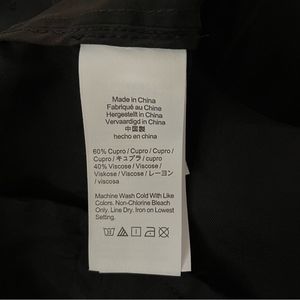 Made in China
Fabriqué au China
Hergestellt in China
Vervaardigd in China
中国製
hecho en china
60% Cupro / Cupro / Cupro /
Cupro / キュプラ / cupro
40% Viscose / Viscose /
Viskose / Viscose / レーヨン
/ viscosa
Machine Wash Cold With Like
Colors. Non-Chlorine Bleach
Only. Line Dry. Iron on Lowest
Setting.